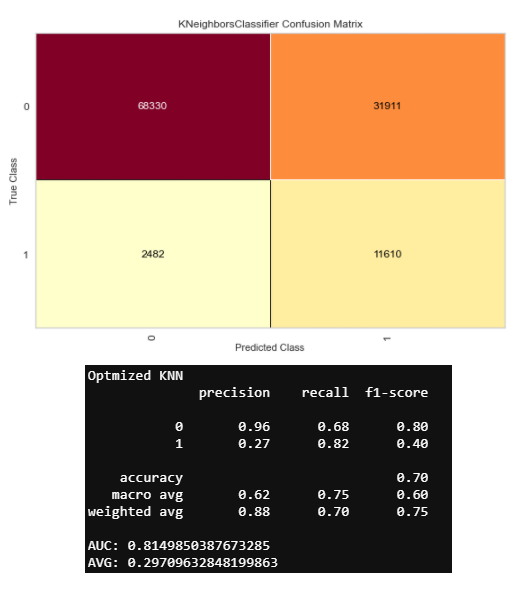 KNeighborsClassifier Confusion Matrix
0
68330
31911
True Class
1
2482
11610
0
1
Predicted Class
Optmized KNN
precision recall f1-score
0 0.96 0.68 0.80
1 0.27 0.82 0.40
accuracy 0.70
macro avg 0.62 0.75 0.60
weighted avg 0.88 0.70 0.75
AUC: 0.8149850387673285
AVG: 0.29709632848199863